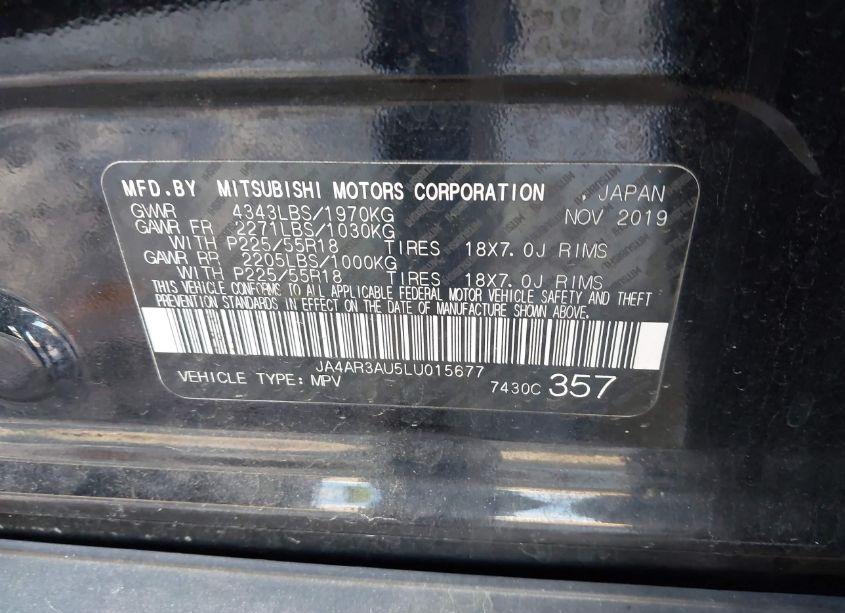 MFD.BY MITSUBISHI MOTORS CORPORATION JAPAN
GVWR 4343LBS/1970KG NOV 2019
GAWR FR 2271LBS/1030KG
WITH P225/55R18 TIRES 18X7.0J RIMS
GAWR RR 2205LBS/1000KG
WITH P225/55R18 TIRES 18X7.0J RIMS
THIS VEHICLE CONFORMS TO ALL APPLICABLE FEDERAL MOTOR VEHICLE SAFETY AND THEFT
PREVENTION STANDARDS IN EFFECT ON THE DATE OF MANUFACTURE SHOWN ABOVE.
JA4AR3AU5LU015677
VEHICLE TYPE: MPV 7430C 357